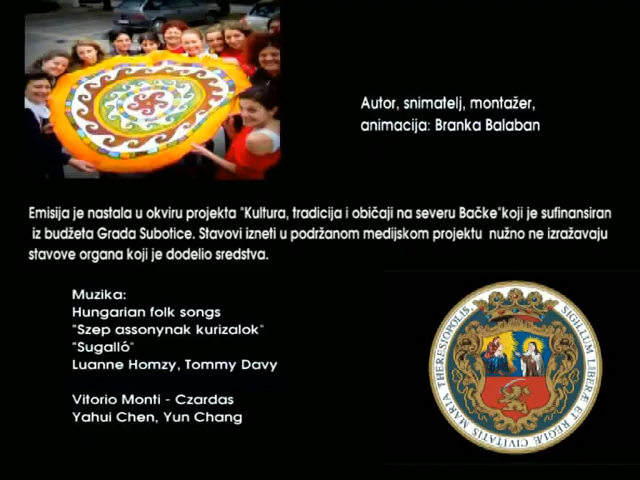 Autor, snimatelj, montažer,
animacija: Branka Balaban
Emisija je nastala u okviru projekta "Kultura, tradicija i običaji na severu Bačke"koji je sufinansiran
iz budžeta Grada Subotice. Stavovi izneti u podržanom medijskom projektu nužno ne izražavaju
stavove organa koji je dodelio sredstva.
Muzika:
Hungarian folk songs
"Szep assonynak kurizalok"
"Sugalló"
Luanne Homzy, Tommy Davy
Vitorio Monti - Czardas
Yahui Chen, Yun Chang
SIGILLUM LIBERÆ ET REGIÆ CIVITATIS MARIA THERESIOPOLIS.